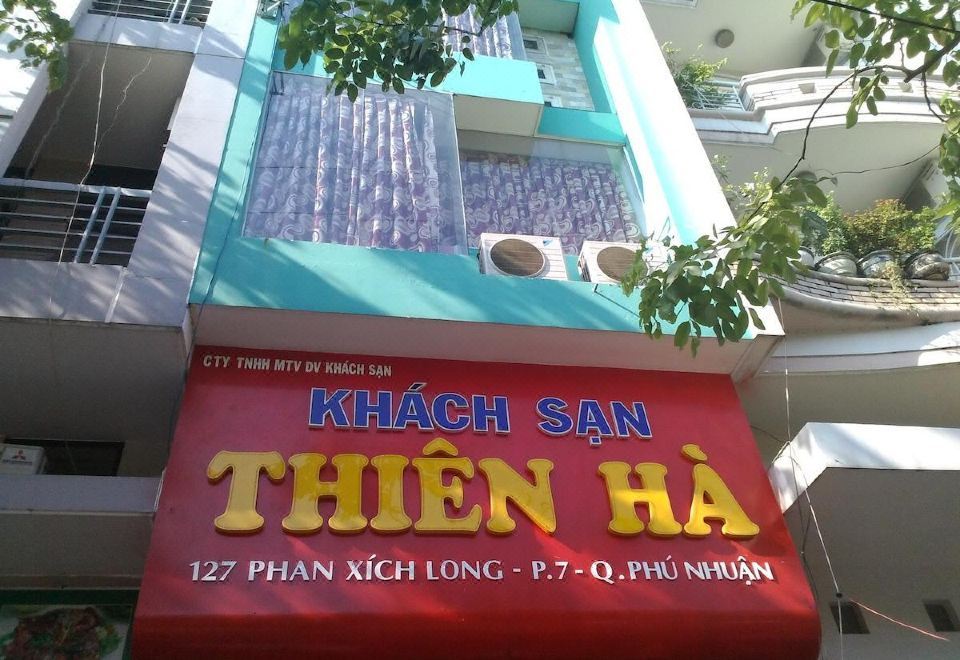 CTY TNHH MTV DV KHÁCH SẠN
KHÁCH SẠN
THIÊN HÀ
127 PHAN XÍCH LONG - P.7 - Q.PHÚ NHUẬN